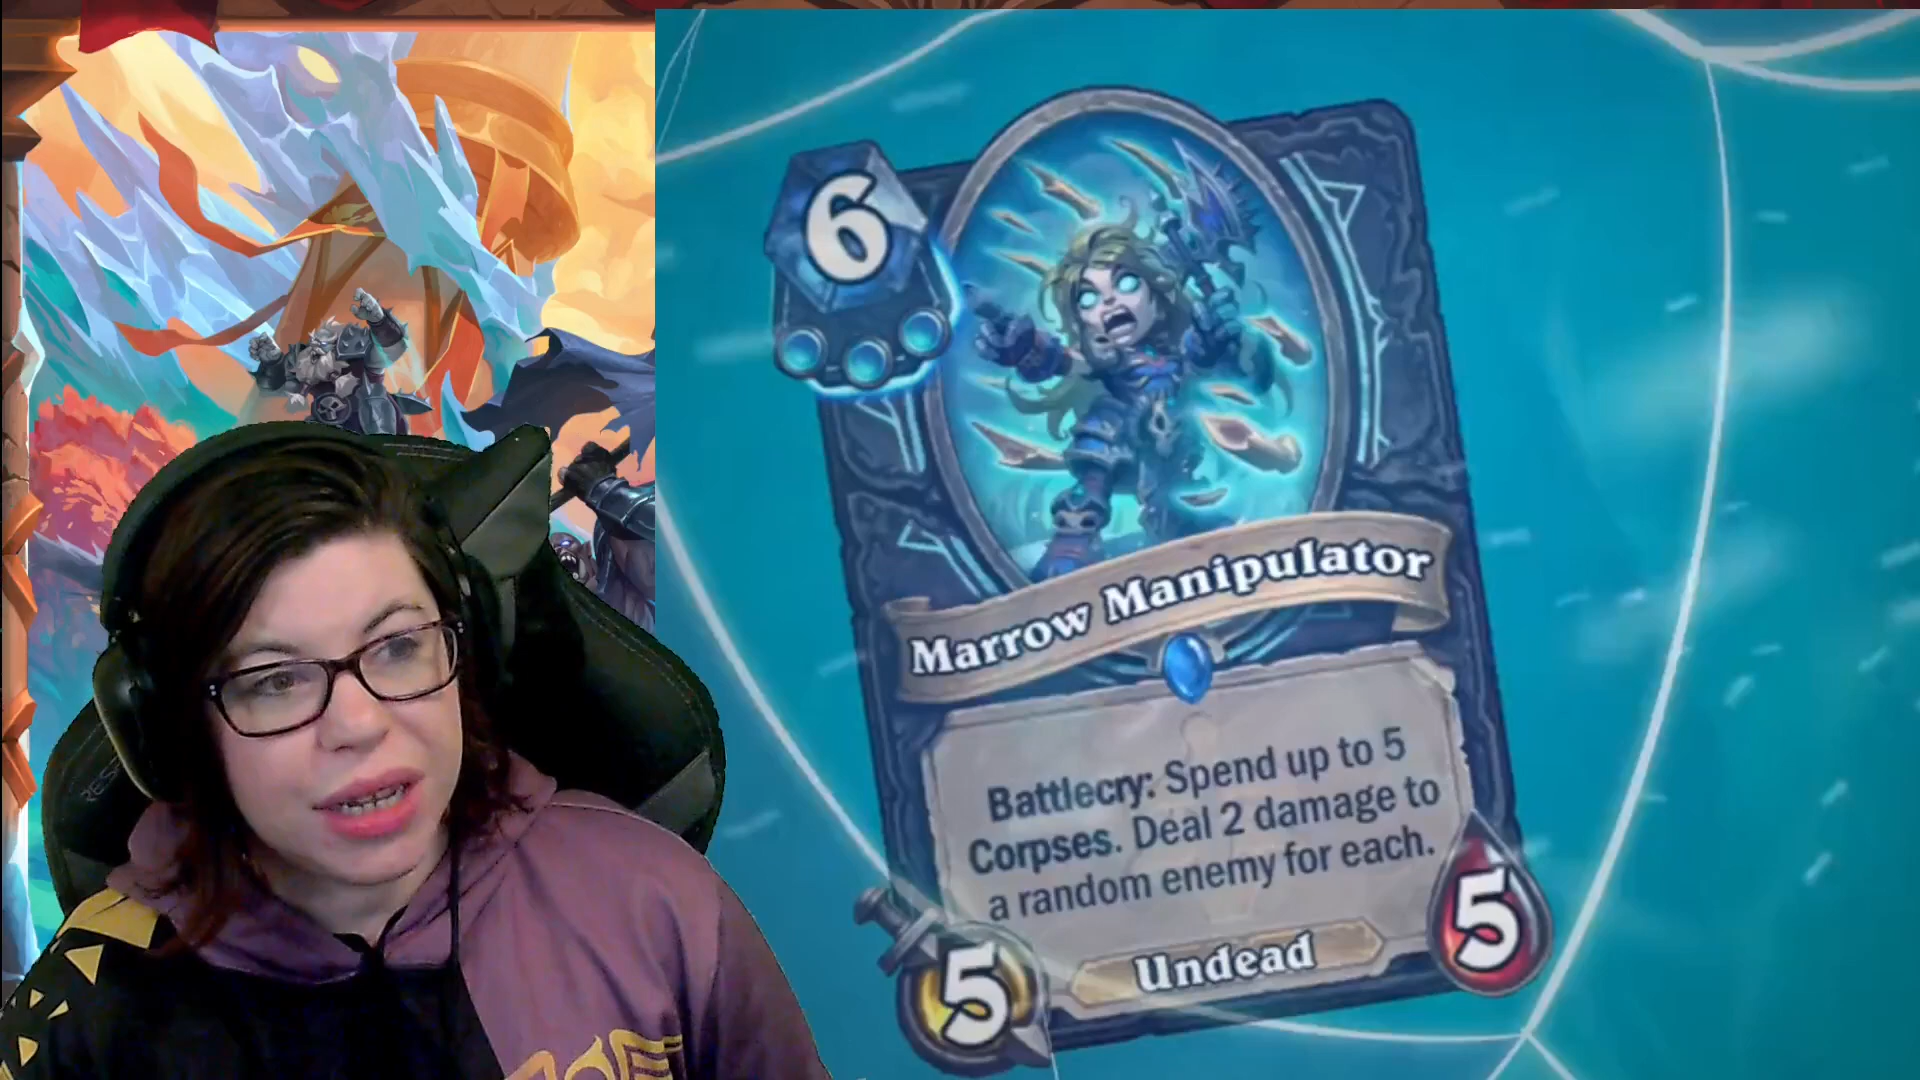 6
Marrow Manipulator
Battlecry: Spend up to 5
Corpses. Deal 2 damage to
a random enemy for each.
Undead
5
5